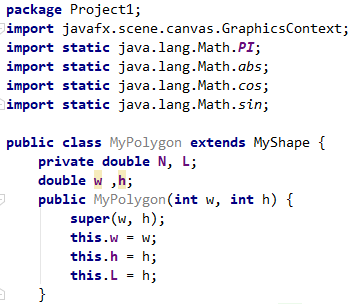 package Project1;
import javafx.scene.canvas.GraphicsContext;
import static java.lang.Math.PI;
import static java.lang.Math.abs;
import static java.lang.Math.cos;
import static java.lang.Math.sin;
public class MyPolygon extends MyShape {
private double N, L;
double w ,h;
public MyPolygon(int w, int h) {
super(w, h);
this.w = w;
this.h = h;
this.L = h;
}